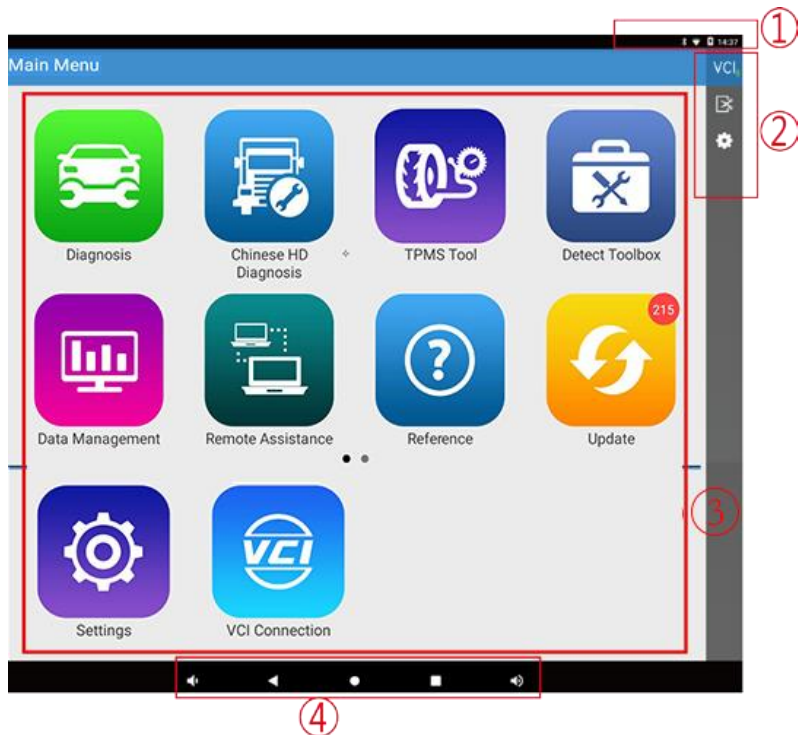 ①
14:37
Main Menu
VCI
②
Diagnosis
Chinese HD
Diagnosis
TPMS Tool
Detect Toolbox
215
Data Management
Remote Assistance
Reference
Update
③
VCI
Settings
VCI Connection
④